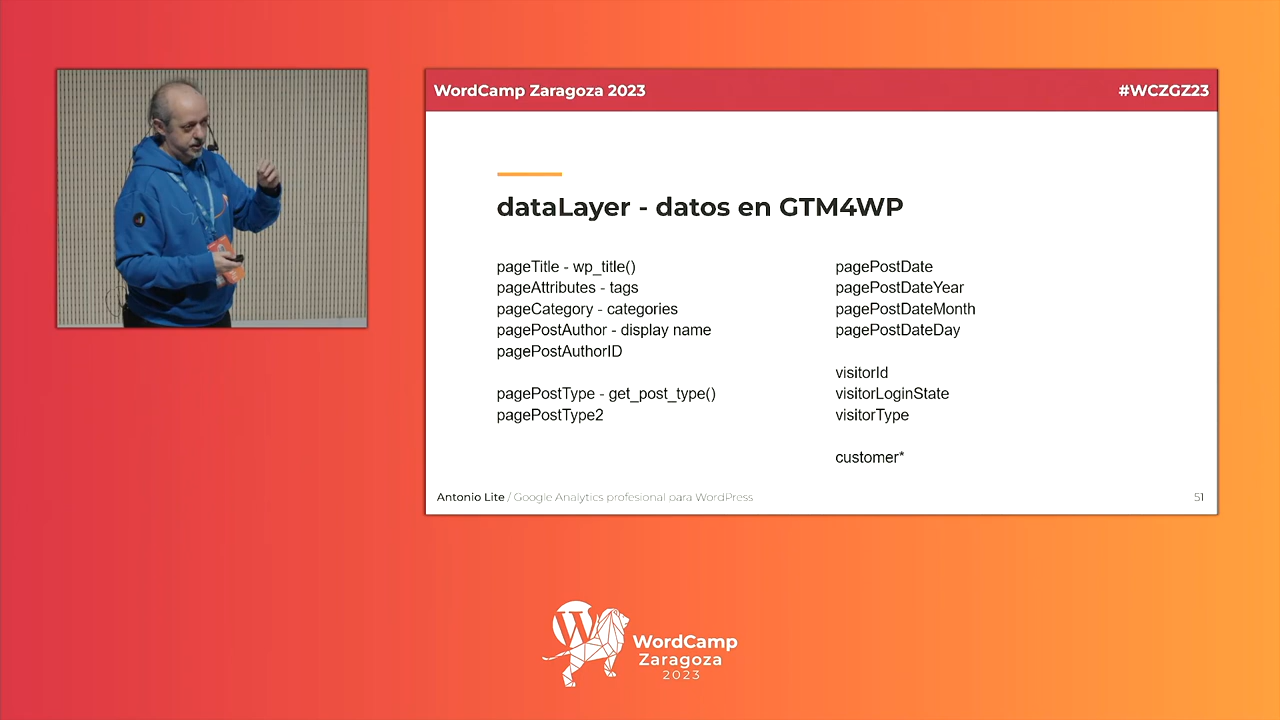 WordCamp Zaragoza 2023
#WCZGZ23
dataLayer - datos en GTM4WP
pageTitle - wp_title()
pageAttributes - tags
pageCategory - categories
pagePostAuthor - display name
pagePostAuthorID
pagePostType - get_post_type()
pagePostType2
pagePostDate
pagePostDateYear
pagePostDateMonth
pagePostDateDay
visitorId
visitorLoginState
visitorType
customer*
Antonio Lite / Google Analytics profesional para WordPress
51
W
WordCamp
Zaragoza
2023